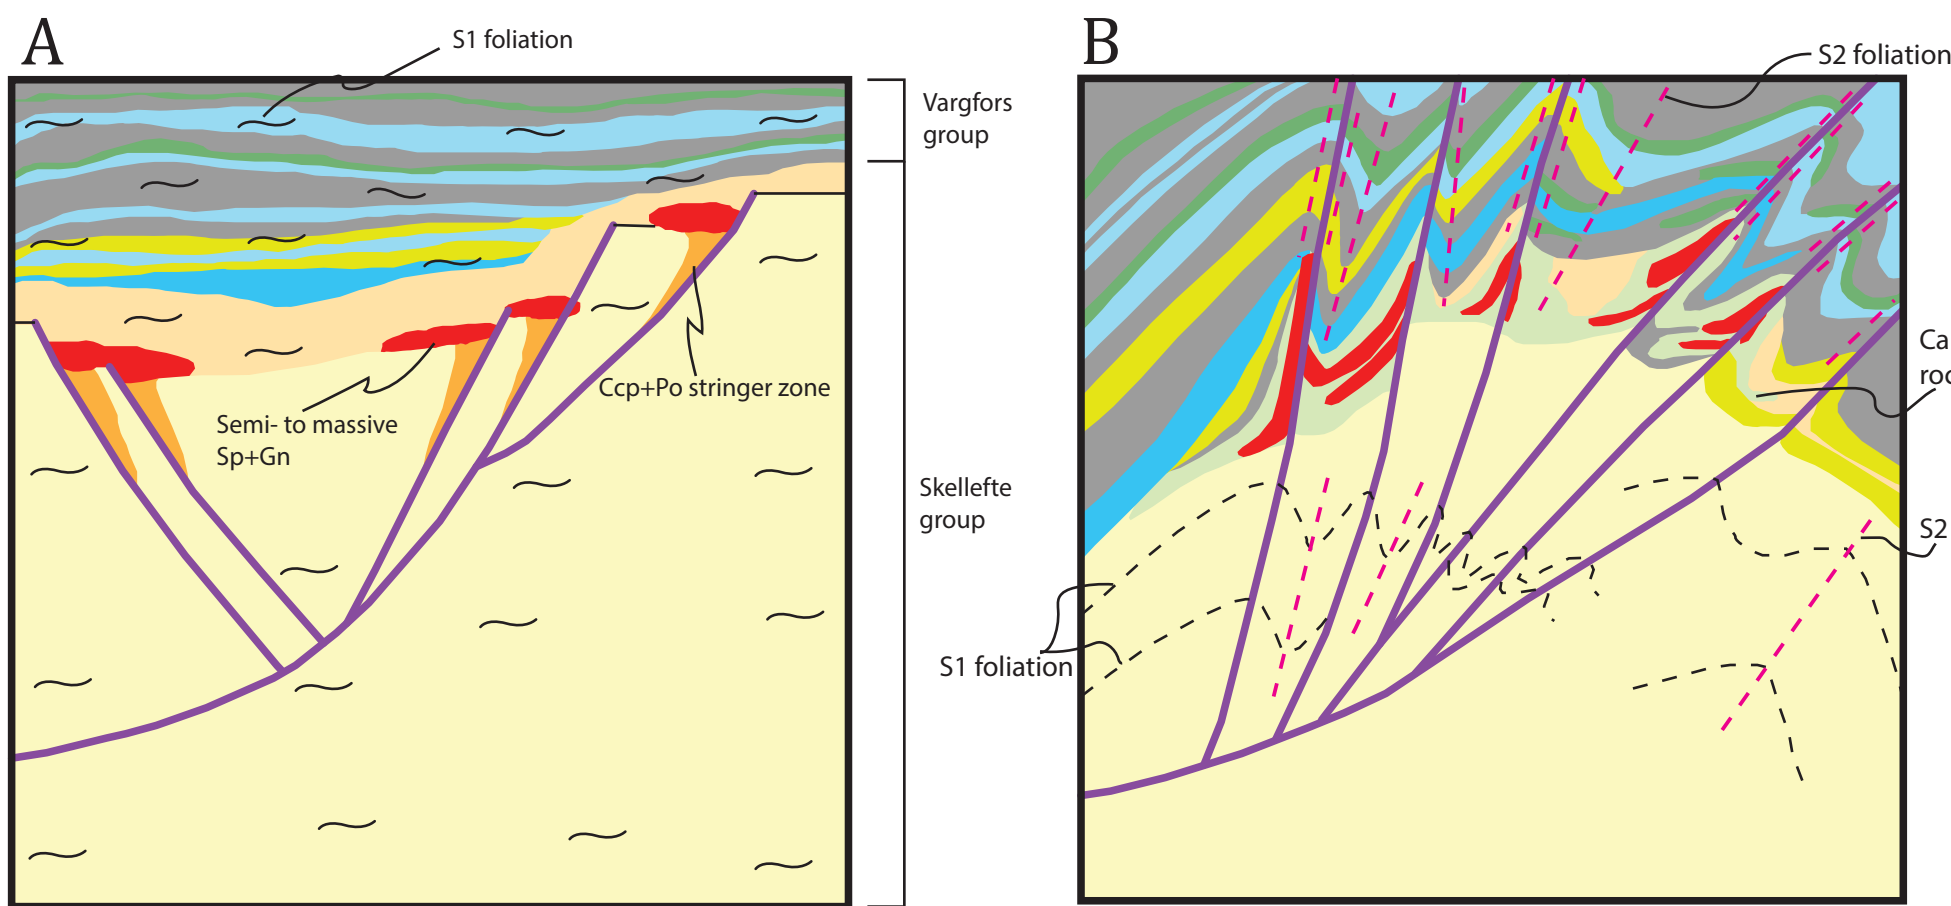 A
S1 foliation
Vargfors
group
Semi- to massive
Sp+Gn
Ccp+Po stringer zone
Skellefte
group
B
S2 foliation
Ca
S2
S1 foliation